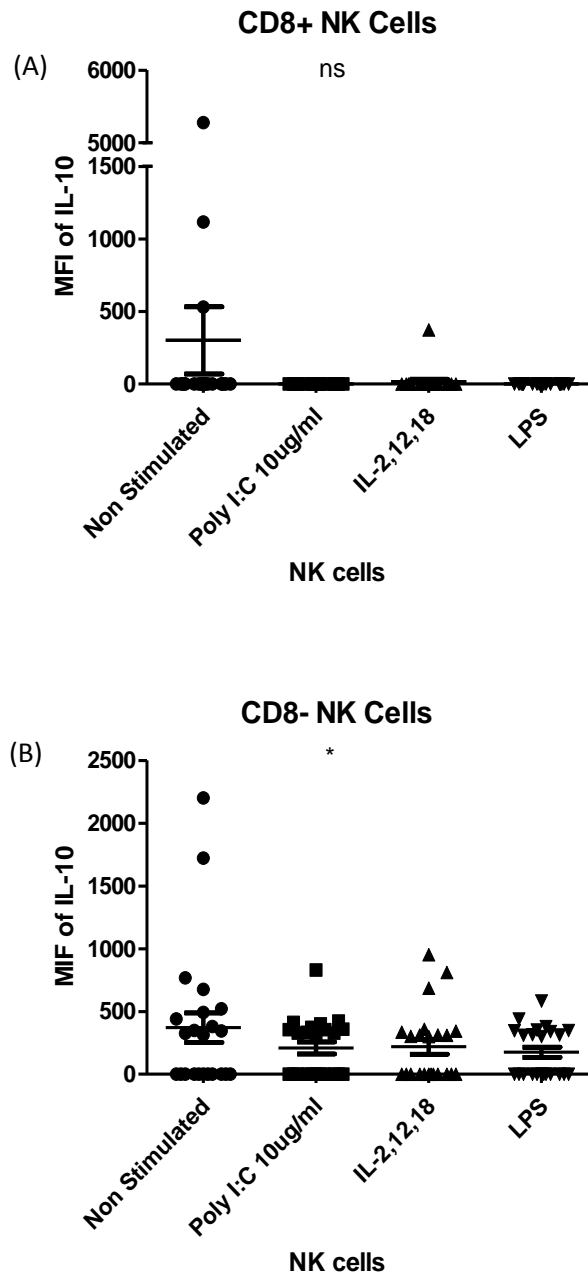 CD8+ NK Cells
(A)
ns
6000
5000
1500
1000
500
0
MFI of IL-10
Non Stimulated
Poly I:C 10ug/ml
IL-2,12,18
LPS
NK cells
CD8- NK Cells
(B)
*
2500
2000
1500
1000
500
0
MIF of IL-10
Non Stimulated
Poly I:C 10ug/ml
IL-2,12,18
LPS
NK cells